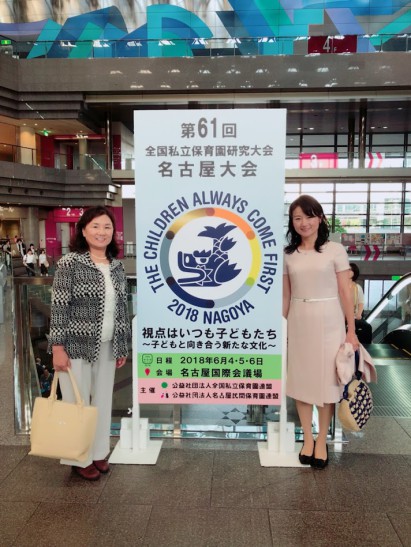 4
第61回
全国私立保育園研究大会
名古屋大会
THE CHILDREN ALWAYS COME FIRST
2018 NAGOYA
視点はいつも子どもたち
～子どもと向き合う新たな文化～
日程 2018年6月4・5・6日
会場 名古屋国際会議場
主催 公益社団法人全国私立保育園連盟
公益社団法人名古屋民間保育園連盟